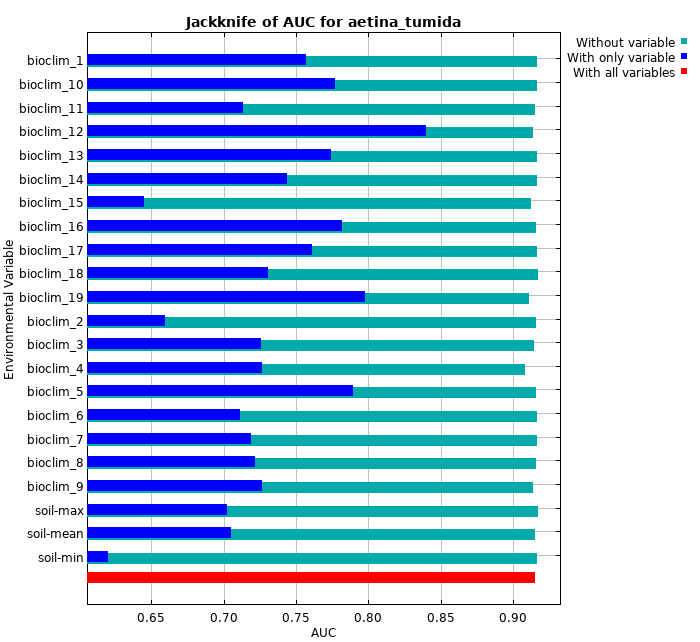 Jackknife of AUC for aetina_tumida
Without variable
With only variable
With all variables
Environmental Variable
bioclim_1
bioclim_10
bioclim_11
bioclim_12
bioclim_13
bioclim_14
bioclim_15
bioclim_16
bioclim_17
bioclim_18
bioclim_19
bioclim_2
bioclim_3
bioclim_4
bioclim_5
bioclim_6
bioclim_7
bioclim_8
bioclim_9
soil-max
soil-mean
soil-min
0.65 0.70 0.75 0.80 0.85 0.90
AUC